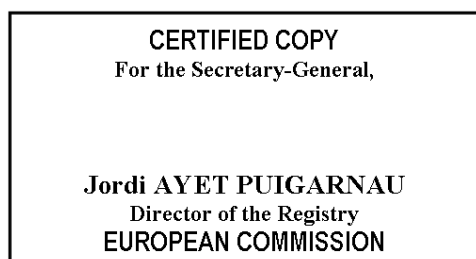 CERTIFIED COPY
For the Secretary-General,
Jordi AYET PUIGARNAU
Director of the Registry
EUROPEAN COMMISSION